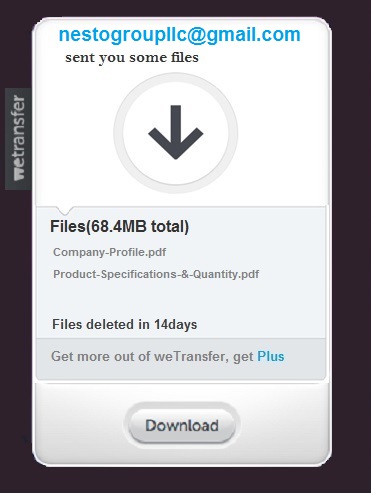 nestogroupllc@gmail.com
sent you some files
wetransfer
Files(68.4MB total)
Company-Profile.pdf
Product-Specifications-&-Quantity.pdf
Files deleted in 14days
Get more out of weTransfer, get Plus
Download